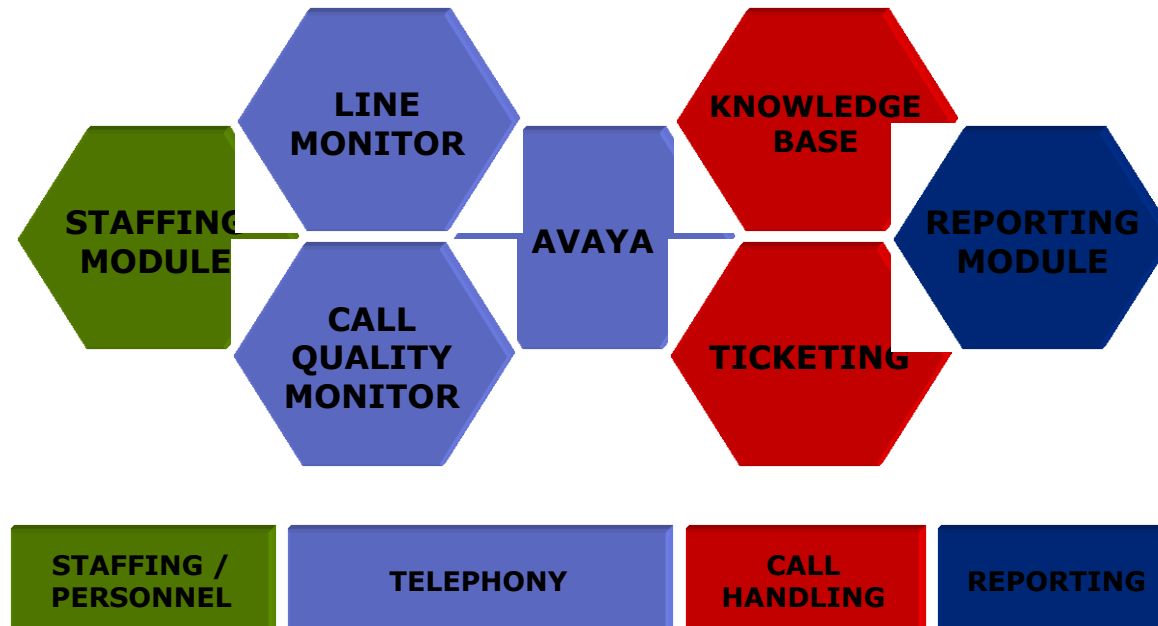 LINE
MONITOR
KNOWLEDGE
BASE
STAFFING
MODULE
AVAYA
REPORTING
MODULE
CALL
QUALITY
MONITOR
TICKETING
STAFFING /
PERSONNEL
TELEPHONY
CALL
HANDLING
REPORTING